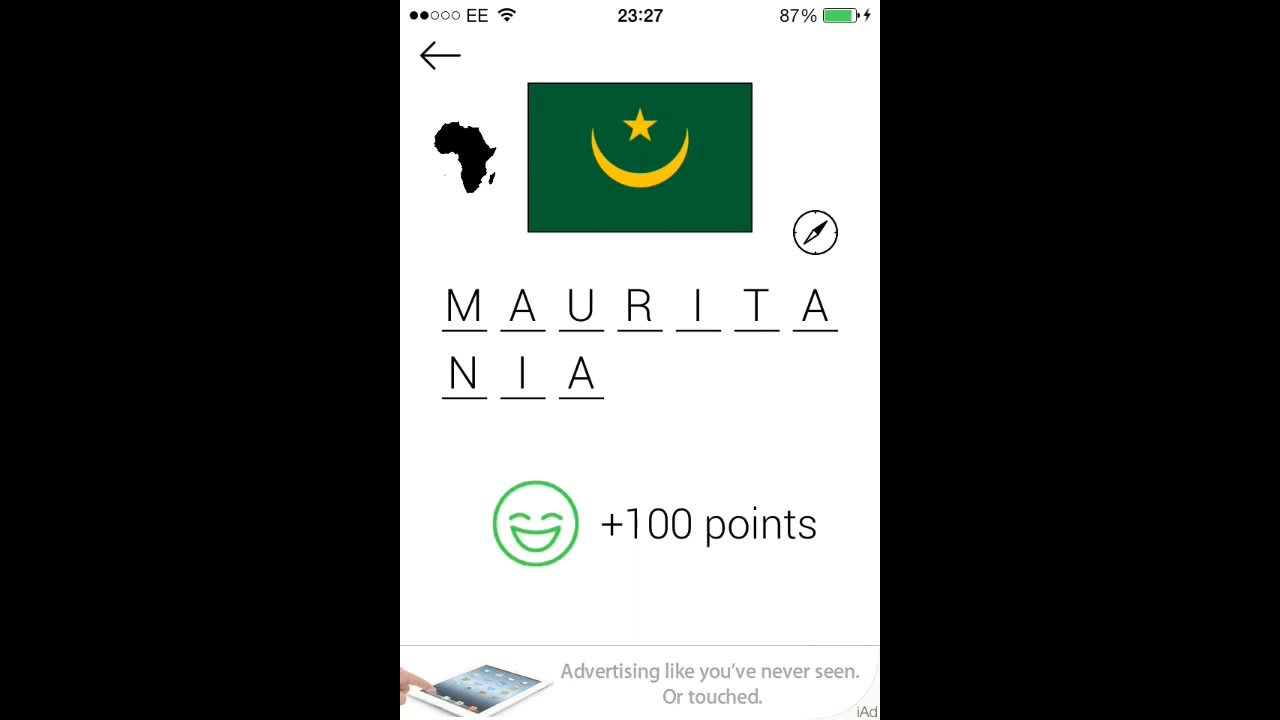 EE 23:27 87%
M A U R I T A
N I A
+100 points
Advertising like you've never seen.
Or touched.
iAd